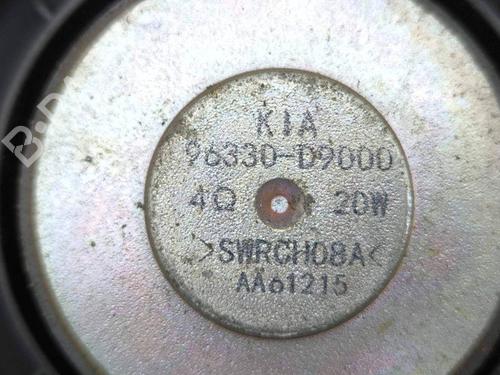 KIA
96330-D9000
4Ω 20W
>SWRCH08A<
AA61215